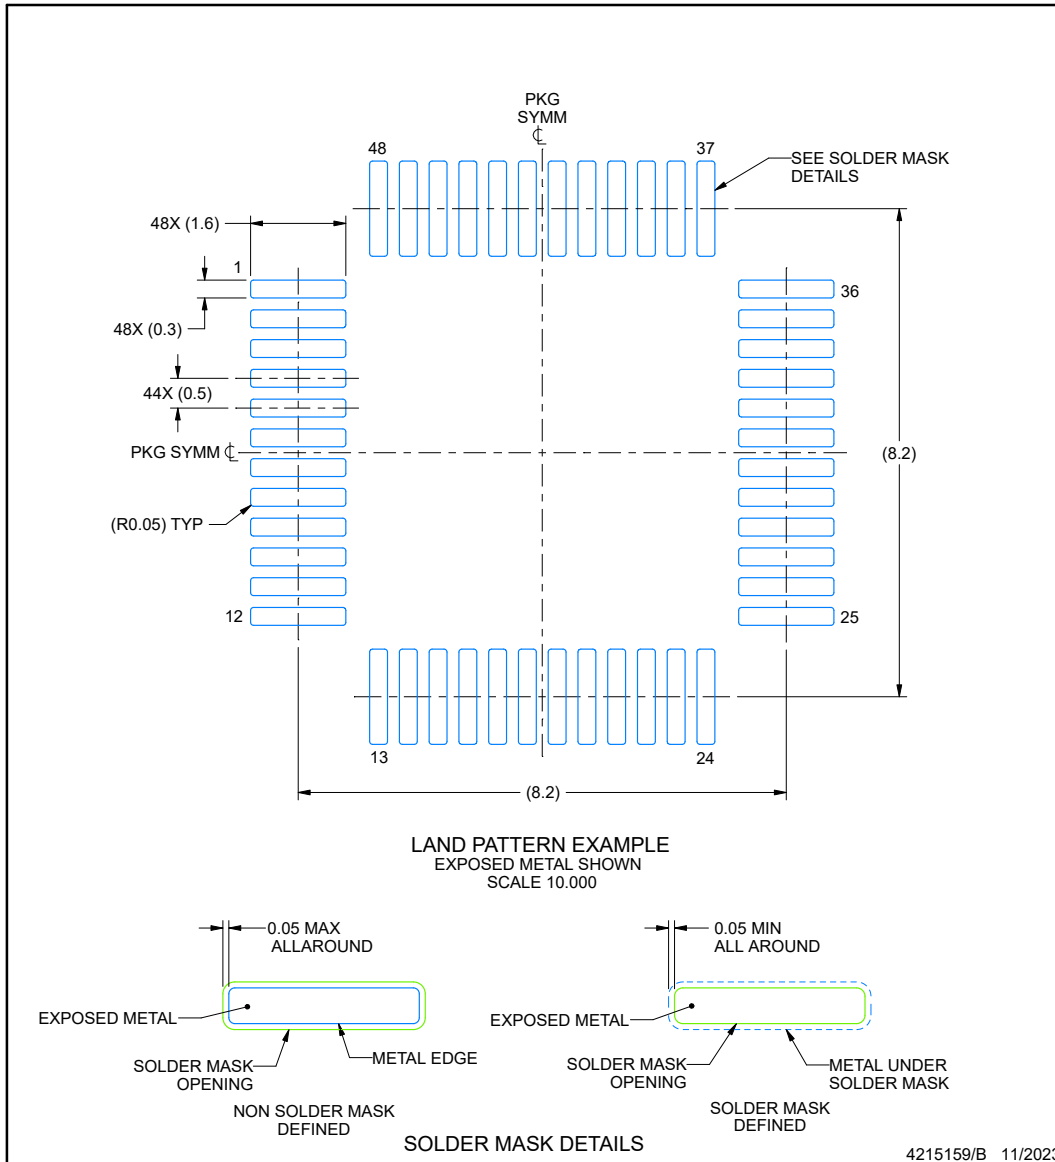 PKG
SYMM
℄
48
37
SEE SOLDER MASK
DETAILS
48X (1.6)
1
36
48X (0.3)
44X (0.5)
PKG SYMM ℄
(8.2)
(R0.05) TYP
12
25
13
24
(8.2)
LAND PATTERN EXAMPLE
EXPOSED METAL SHOWN
SCALE 10.000
0.05 MAX
ALLAROUND
EXPOSED METAL
METAL EDGE
SOLDER MASK
OPENING
NON SOLDER MASK
DEFINED
0.05 MIN
ALL AROUND
EXPOSED METAL
SOLDER MASK
OPENING
METAL UNDER
SOLDER MASK
SOLDER MASK
DEFINED
SOLDER MASK DETAILS
4215159/B 11/2023